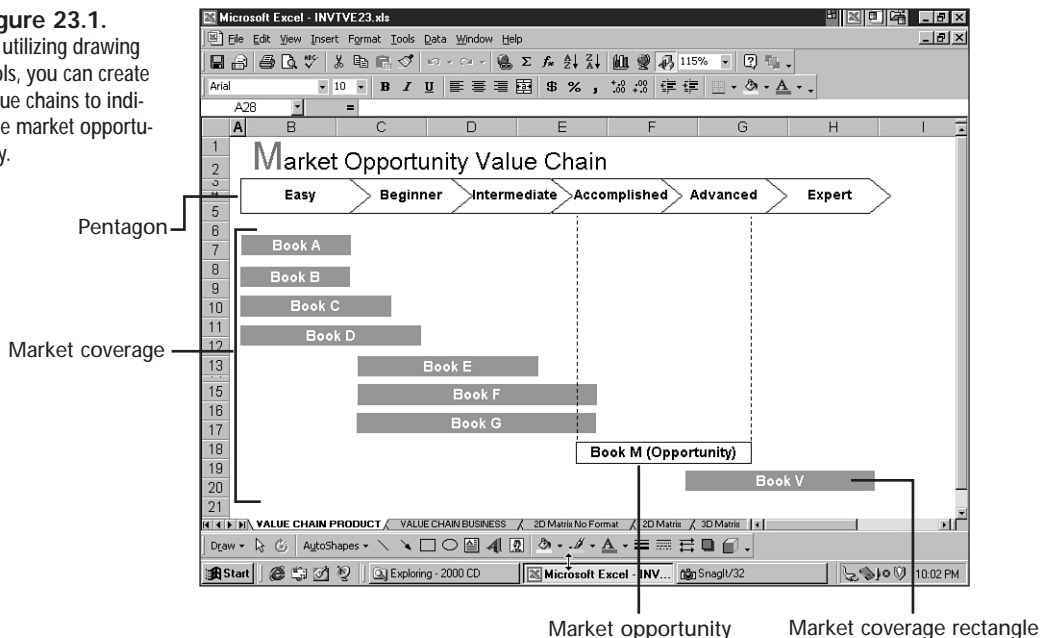 gure 23.1.
utilizing drawing
ols, you can create
ue chains to indi-
e market opportu-
y.
Microsoft Excel - INVTVE23.xls
File Edit View Insert Format Tools Data Window Help
115%
Arial 10 B I U $ % ,
A28 =
A B C D E F G H I
1
Market Opportunity Value Chain
2
3
4
Easy Beginner Intermediate Accomplished Advanced Expert
5
Pentagon
6
7 Book A
8
Book B
9
10 Book C
11
Book D
12
Market coverage
13 Book E
15 Book F
16
17 Book G
18 Book M (Opportunity)
19
20 Book V
21
VALUE CHAIN PRODUCT VALUE CHAIN BUSINESS 2D Matrix No Format 2D Matrix 3D Matrix
Draw AutoShapes
Start Exploring - 2000 CD Microsoft Excel - INV... SnagIt/32 10:02 PM
Market opportunity Market coverage rectangle